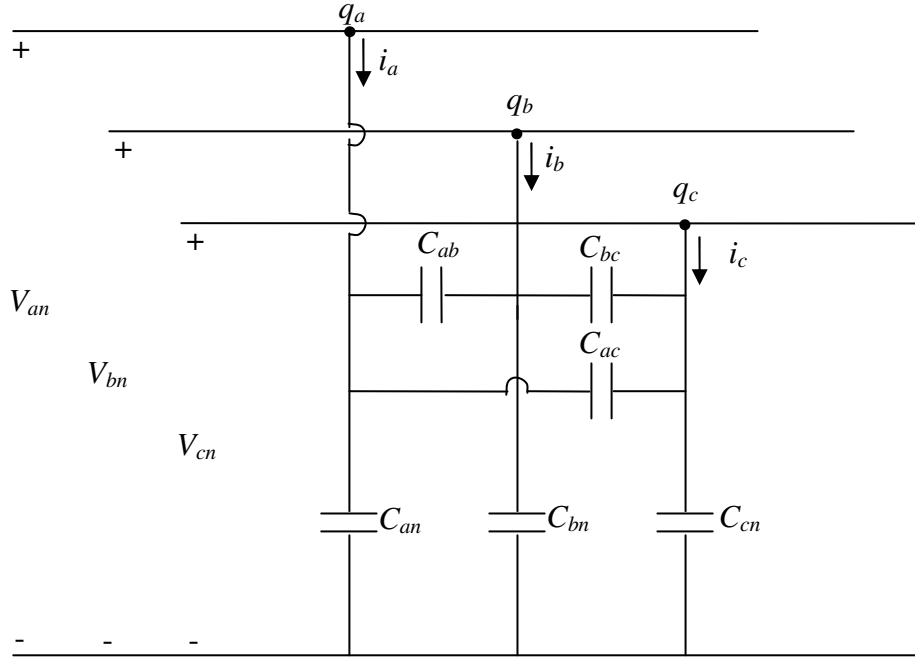 qa
+
ia
qb
+
ib
qc
+
Cab
Cbc
ic
Van
Cac
Vbn
Vcn
Can
Cbn
Ccn
- - -